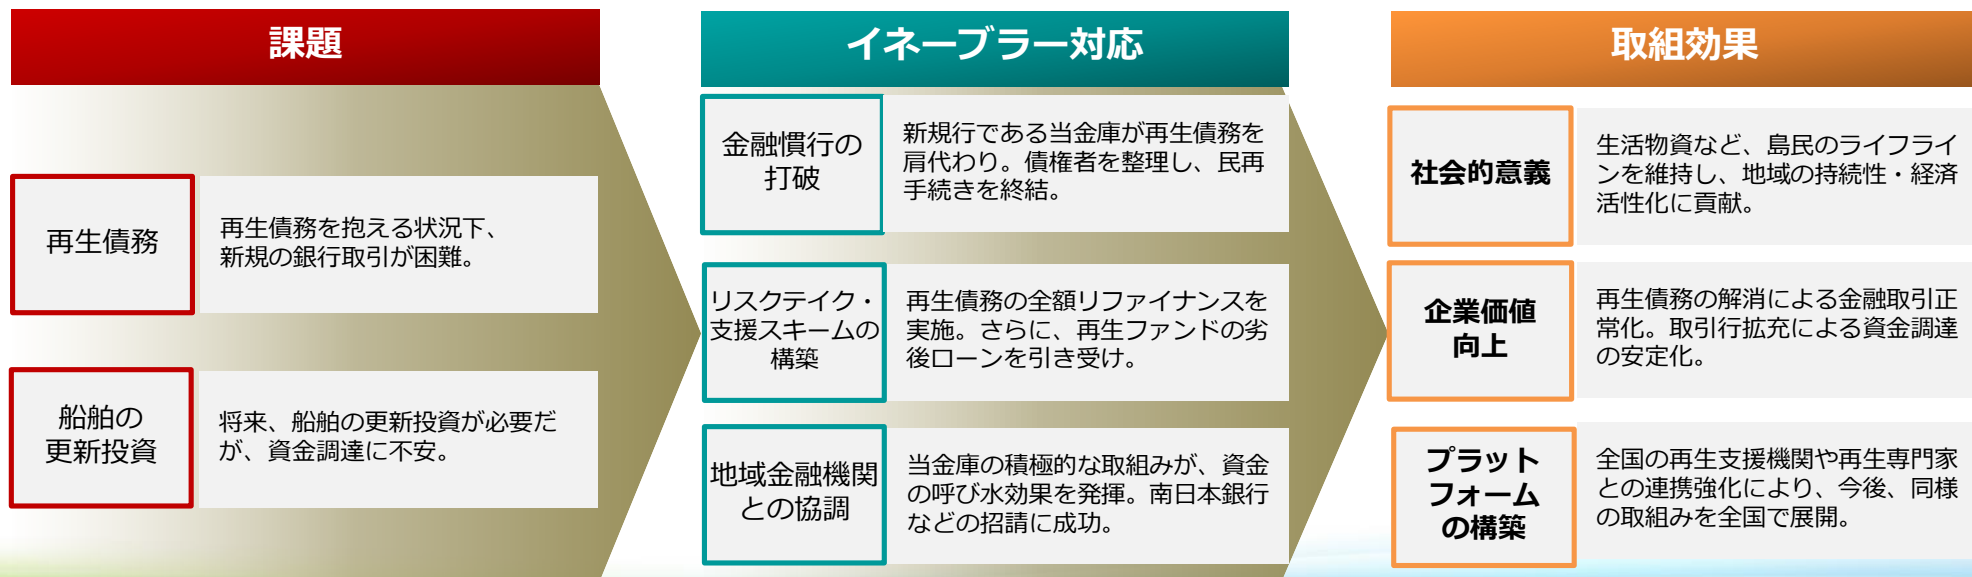 課題
再生債務
再生債務を抱える状況下、
新規の銀行取引が困難。
船舶の
更新投資
将来、船舶の更新投資が必要だ
が、資金調達に不安。
イネーブラー対応
金融慣行の
打破
新規行である当金庫が再生債務を
肩代わり。債権者を整理し、民再
手続きを終結。
リスクテイク・
支援スキームの
構築
再生債務の全額リファイナンスを
実施。さらに、再生ファンドの劣
後ローンを引き受け。
地域金融機関
との協調
当金庫の積極的な取組みが、資金
の呼び水効果を発揮。南日本銀行
などの招請に成功。
取組効果
社会的意義
生活物資など、島民のライフライ
ンを維持し、地域の持続性・経済
活性化に貢献。
企業価値
向上
再生債務の解消による金融取引正
常化。取引行拡充による資金調達
の安定化。
プラット
フォーム
の構築
全国の再生支援機関や再生専門家
との連携強化により、今後、同様
の取組みを全国で展開。